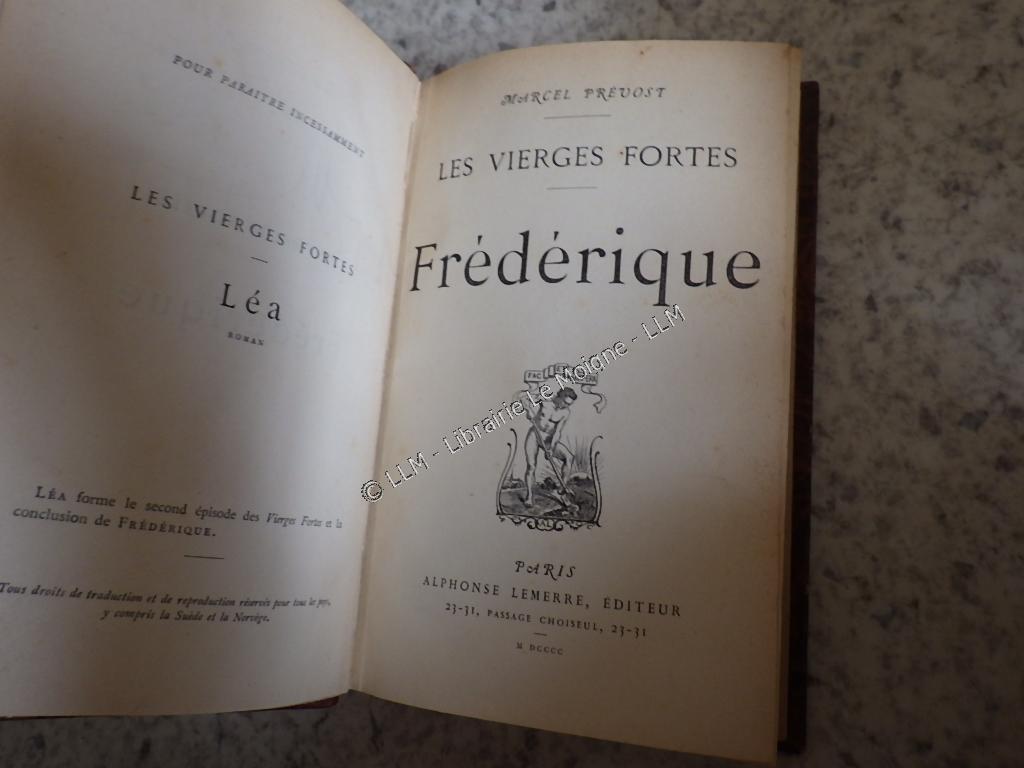 POUR PARAITRE INCESSAMMENT
LES VIERGES FORTES
Léa
ROMAN
LÉA forme le second épisode des Vierges Fortes et la
conclusion de FRÉDÉRIQUE.
Tous droits de traduction et de reproduction réservés pour tous les pays,
y compris la Suède et la Norvège.
MARCEL PRÉVOST
LES VIERGES FORTES
Frédérique
FAC
PARIS
ALPHONSE LEMERRE, ÉDITEUR
23-31, PASSAGE CHOISEUL, 23-31
M DCCCC
© LLM - Librairie Le Moigne - LLM